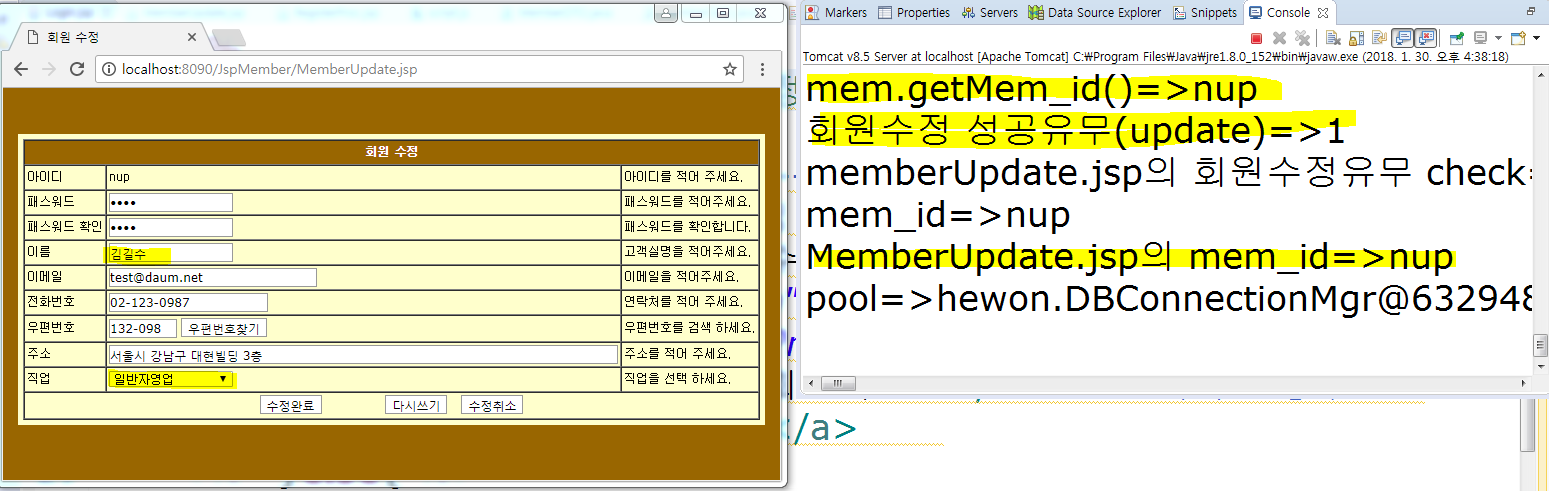 회원 수정
localhost:8090/JspMember/MemberUpdate.jsp
회원 수정
아이디 nup 아이디를 적어 주세요.
패스워드 •••• 패스워드를 적어주세요.
패스워드 확인 •••• 패스워드를 확인합니다.
이름 김길수 고객실명을 적어주세요.
이메일 test@daum.net 이메일을 적어주세요.
전화번호 02-123-0987 연락처를 적어 주세요.
우편번호 132-098 우편번호찾기 우편번호를 검색 하세요.
주소 서울시 강남구 대현빌딩 3층 주소를 적어 주세요.
직업 일반자영업 직업을 선택 하세요.
수정완료 다시쓰기 수정취소
Markers Properties Servers Data Source Explorer Snippets Console
Tomcat v8.5 Server at localhost [Apache Tomcat] C:₩Program Files₩Java₩jre1.8.0_152₩bin₩javaw.exe (2018. 1. 30. 오후 4:38:18)
mem.getMem_id()=>nup
회원수정 성공유무(update)=>1
memberUpdate.jsp의 회원수정유무 check=
mem_id=>nup
MemberUpdate.jsp의 mem_id=>nup
pool=>hewon.DBConnectionMgr@632948
</a>